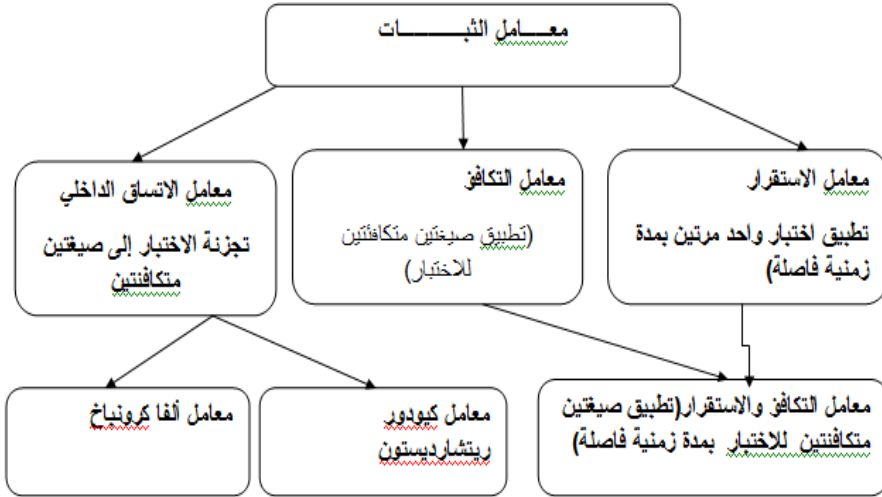 معـــــامل الثبـــــــــــات
معامل الاستقرار
تطبيق اختبار واحد مرتين بمدة
زمنية فاصلة)
معامل التكافؤ
(تطبيق صيغتين متكافئتين
للاختبار)
معامل الاتساق الداخلي
تجزئة الاختبار إلى صيغتين
متكافئتين
معامل التكافؤ والاستقرار(تطبيق صيغتين
متكافئتين للاختبار بمدة زمنية فاصلة)
معامل كيودور
ريتشارديستون
معامل ألفا كرونباخ